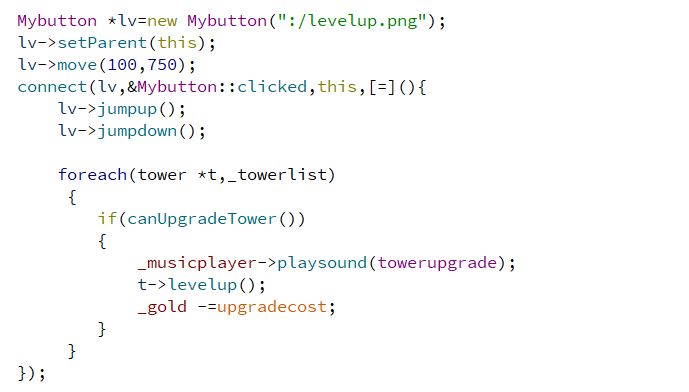 Mybutton *lv=new Mybutton(":/levelup.png");
lv->setParent(this);
lv->move(100,750);
connect(lv,&Mybutton::clicked,this,[=](){
    lv->jumpup();
    lv->jumpdown();

    foreach(tower *t,_towerlist)
     {
        if(canUpgradeTower())
        {
            _musicplayer->playsound(towerupgrade);
            t->levelup();
            _gold -=upgradecost;
        }
     }
});